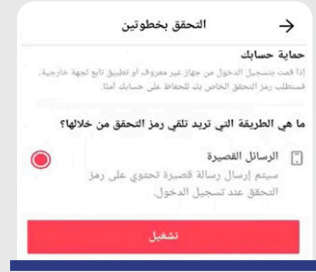 التحقق بخطوتين
حماية حسابك
إذا قمت بتسجيل الدخول من جهاز غير معروف أو تطبيق تابع لجهة خارجية،
فسنطلب رمز التحقق الخاص بك للحفاظ على حسابك آمنًا.
ما هي الطريقة التي تريد تلقي رمز التحقق من خلالها؟
الرسائل القصيرة
سيتم إرسال رسالة قصيرة تحتوي على رمز
التحقق عند تسجيل الدخول.
تشغيل